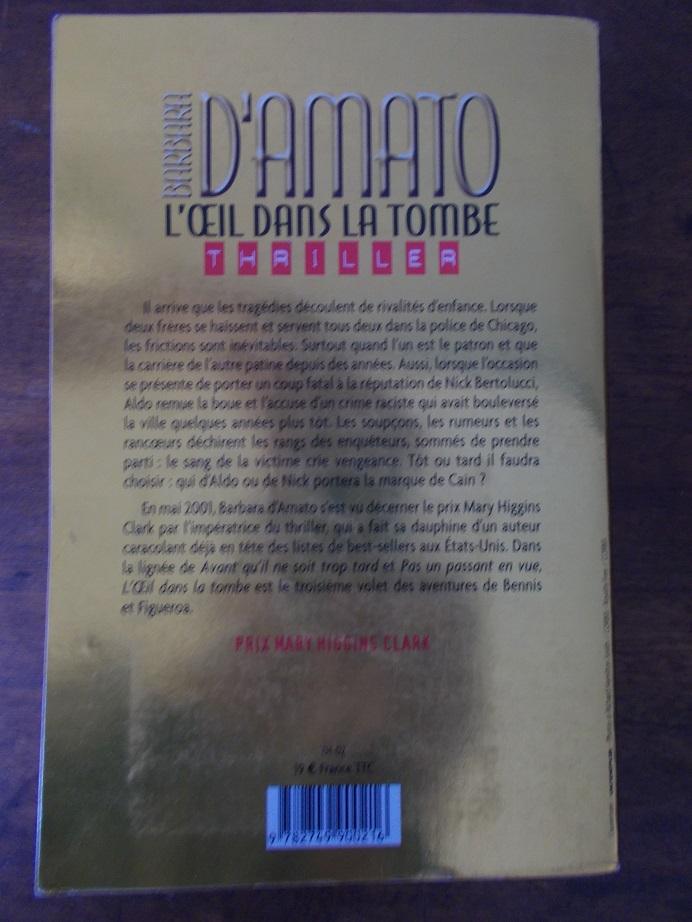 BARBARA
D'AMATO
L'ŒIL DANS LA TOMBE
THRILLER
Il arrive que les tragédies découlent de rivalités d'enfance. Lorsque
deux frères se haïssent et servent tous deux dans la police de Chicago,
les frictions sont inévitables. Surtout quand l'un est le patron et que
la carrière de l'autre patine depuis des années. Aussi, lorsque l'occasion
se présente de porter un coup fatal à la réputation de Nick Bertolucci,
Aldo remue la boue et l'accuse d'un crime raciste qui avait bouleversé
la ville quelques années plus tôt. Les soupçons, les rumeurs et les
rancœurs déchirent les rangs des enquêteurs, sommés de prendre
parti : le sang de la victime crie vengeance. Tôt ou tard il faudra
choisir : qui d'Aldo ou de Nick portera la marque de Caïn ?
En mai 2001, Barbara d'Amato s'est vu décerner le prix Mary Higgins
Clark par l'impératrice du thriller, qui a fait sa dauphine d'un auteur
caracolant déjà en tête des listes de best-sellers aux États-Unis. Dans
la lignée de Avant qu'il ne soit trop tard et Pas un passant en vue,
L'Œil dans la tombe est le troisième volet des aventures de Bennis
et Figueroa.
PRIX MARY HIGGINS CLARK
04-02
19 € France TTC
9 782749 900216